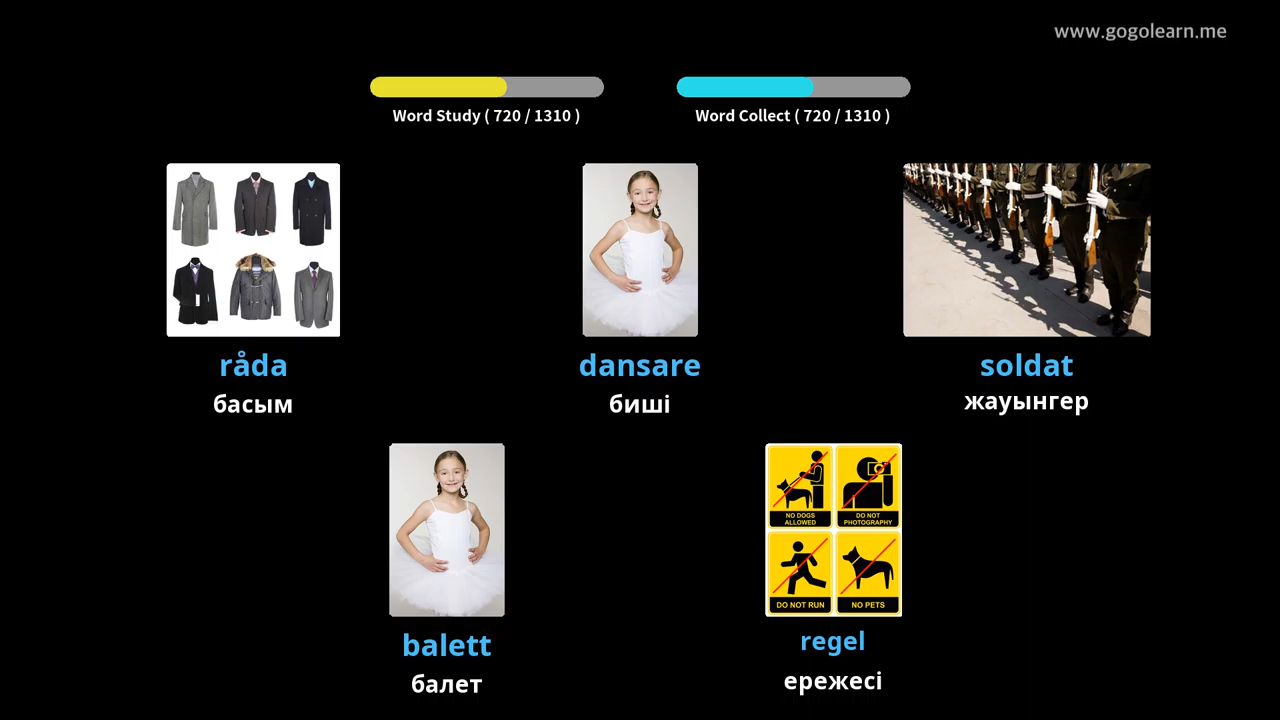 www.gogolearn.me
Word Study ( 720 / 1310 )
Word Collect ( 720 / 1310 )
råda
басым
dansare
биші
soldat
жауынгер
balett
балет
NO DOGS
ALLOWED
DO NOT
PHOTOGRAPHY
DO NOT RUN
NO PETS
regel
ережесі